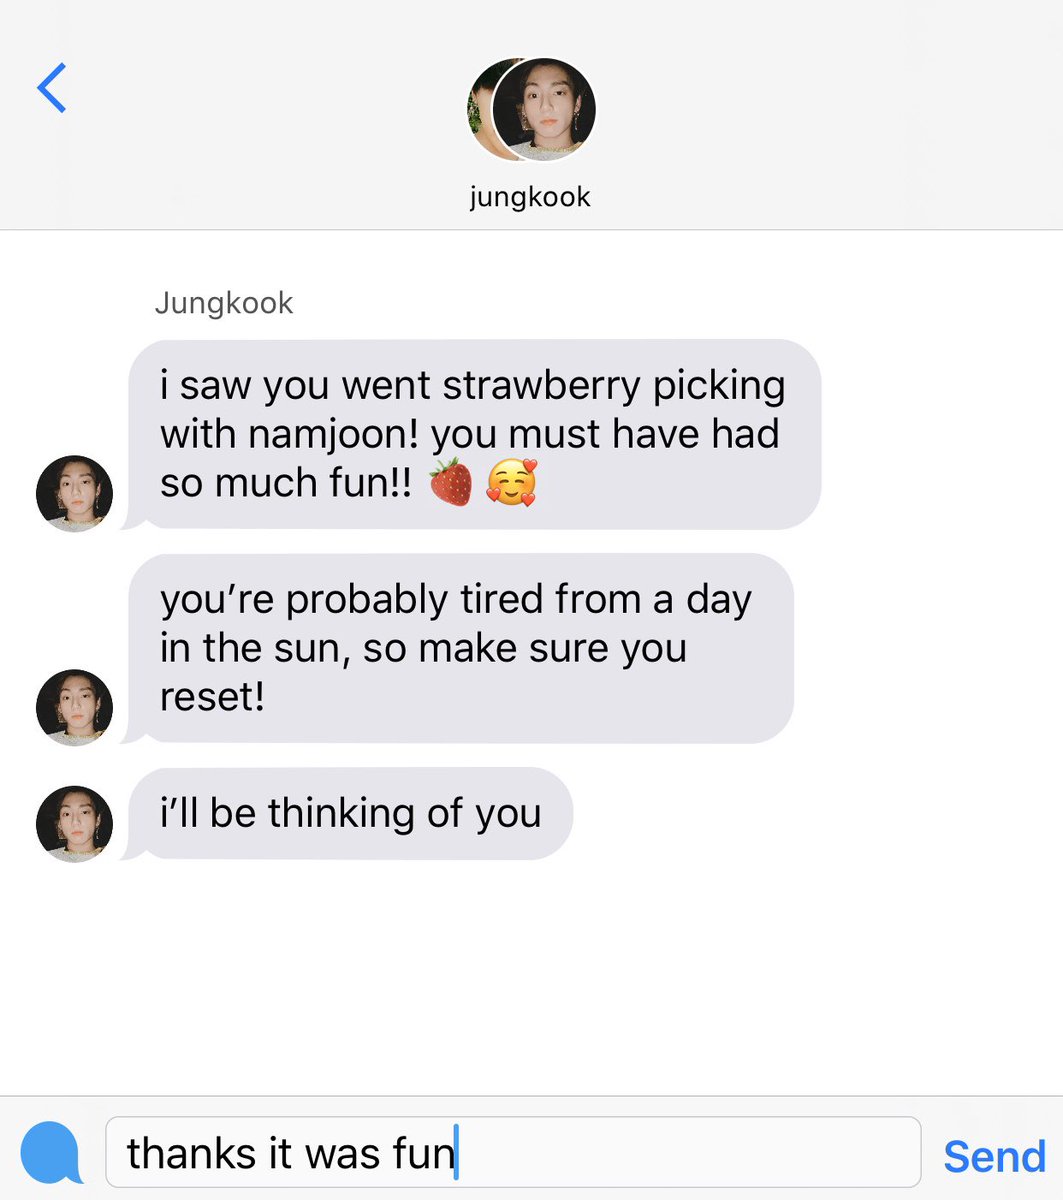 jungkook
Jungkook
i saw you went strawberry picking
with namjoon! you must have had
so much fun!! 🍓 🥰
you’re probably tired from a day
in the sun, so make sure you
reset!
i’ll be thinking of you
thanks it was fun
Send